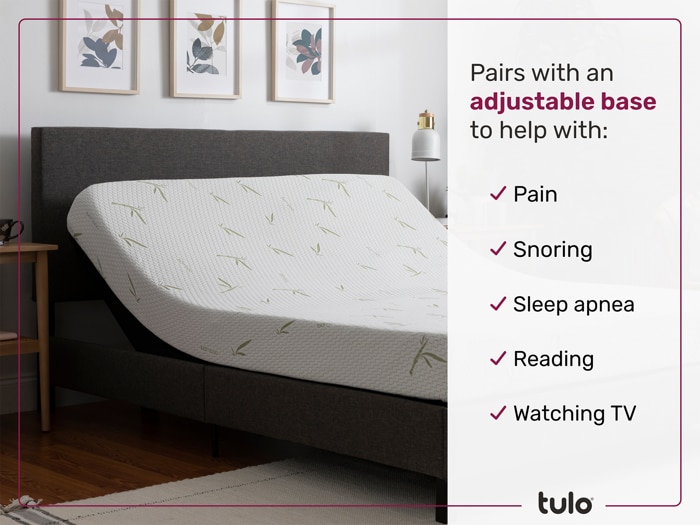 Pairs with an
adjustable base
to help with:
✓ Pain
✓ Snoring
✓ Sleep apnea
✓ Reading
✓ Watching TV
tulo